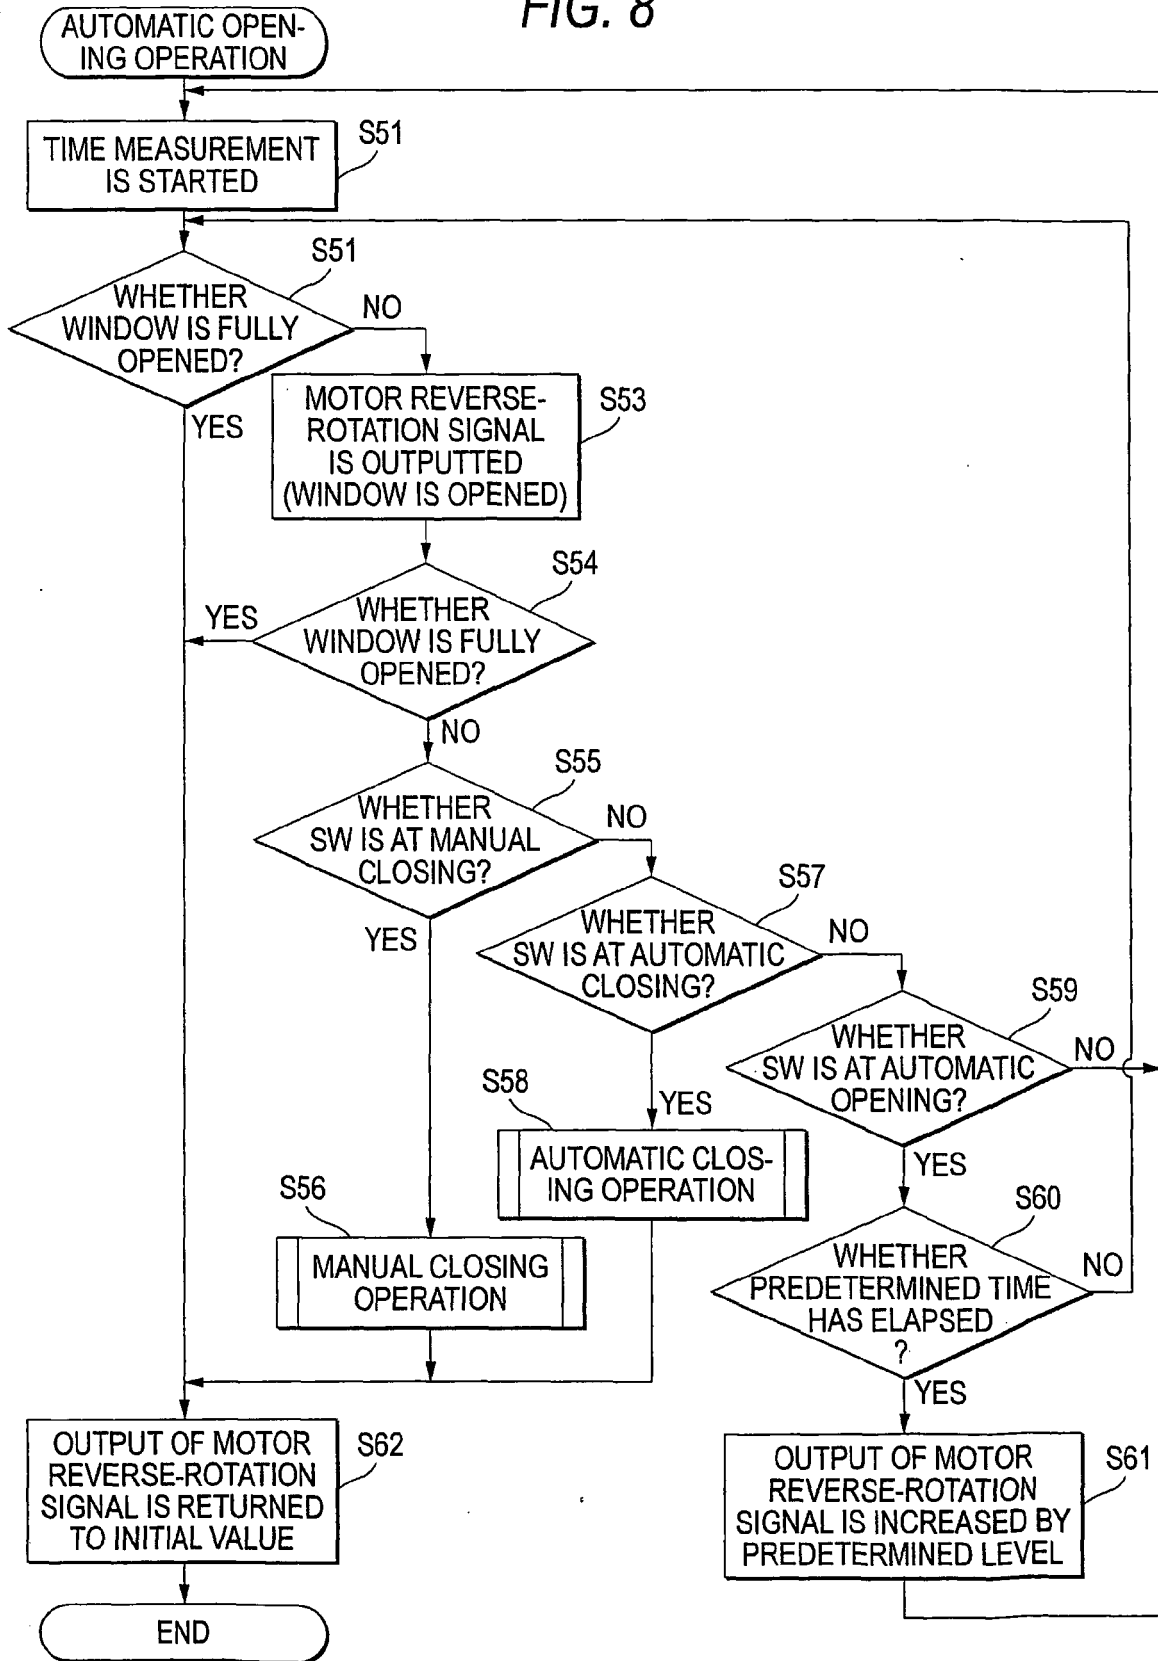 FIG. 8
AUTOMATIC OPEN-
ING OPERATION
TIME MEASUREMENT
IS STARTED
S51
WHETHER
WINDOW IS FULLY
OPENED?
S51
NO
YES
MOTOR REVERSE-
ROTATION SIGNAL
IS OUTPUTTED
(WINDOW IS OPENED)
S53
WHETHER
WINDOW IS FULLY
OPENED?
S54
YES
NO
WHETHER
SW IS AT MANUAL
CLOSING?
S55
NO
YES
WHETHER
SW IS AT AUTOMATIC
CLOSING?
S57
NO
YES
WHETHER
SW IS AT AUTOMATIC
OPENING?
S59
NO
YES
S58
AUTOMATIC CLOS-
ING OPERATION
S56
MANUAL CLOSING
OPERATION
WHETHER
PREDETERMINED TIME
HAS ELAPSED
?
S60
NO
YES
OUTPUT OF MOTOR
REVERSE-ROTATION
SIGNAL IS RETURNED
TO INITIAL VALUE
S62
OUTPUT OF MOTOR
REVERSE-ROTATION
SIGNAL IS INCREASED BY
PREDETERMINED LEVEL
S61
END